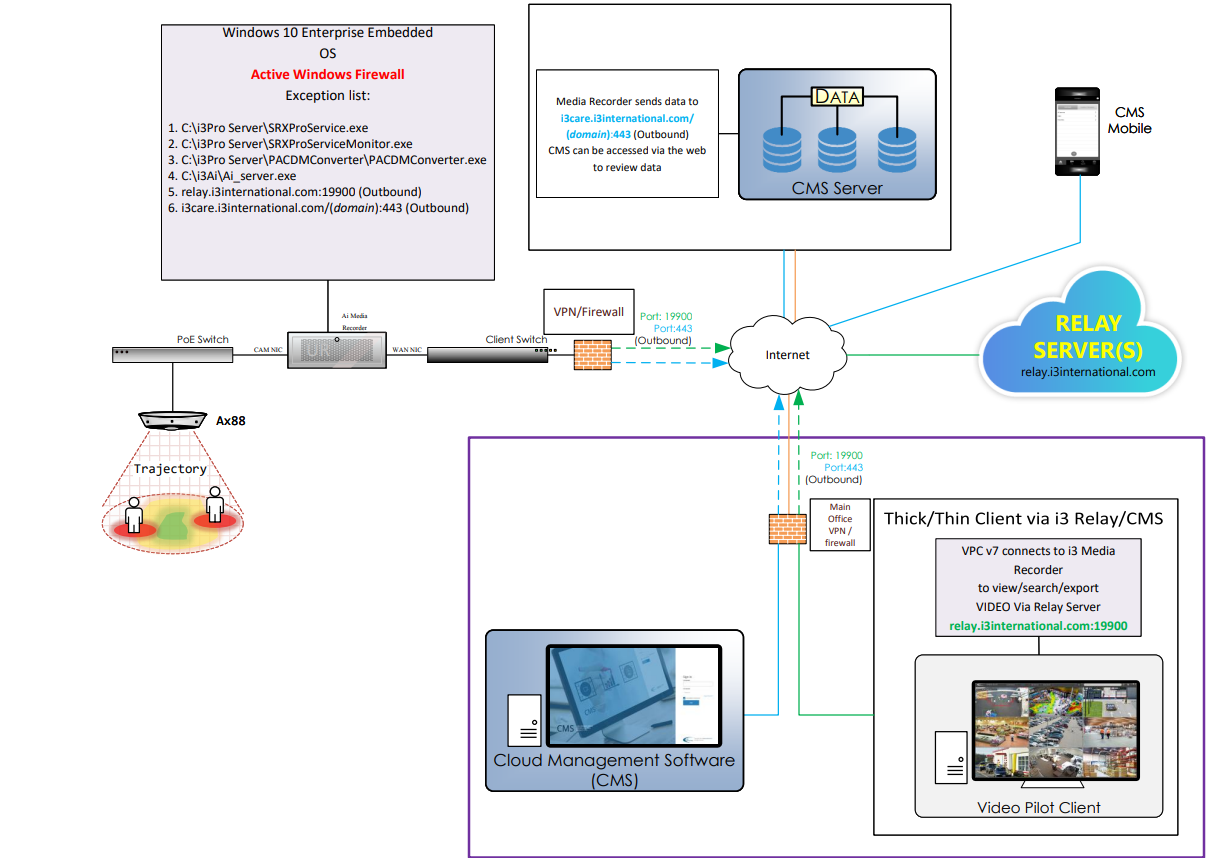 Windows 10 Enterprise Embedded
OS
Active Windows Firewall
Exception list:
1. C:\i3Pro Server\SRXProService.exe
2. C:\i3Pro Server\SRXProServiceMonitor.exe
3. C:\i3Pro Server\PACDMConverter\PACDMConverter.exe
4. C:\i3Ai\Ai_server.exe
5. relay.i3international.com:19900 (Outbound)
6. i3care.i3international.com/(domain):443 (Outbound)
Media Recorder sends data to
i3care.i3international.com/
(domain):443 (Outbound)
CMS can be accessed via the web
to review data
DATA
CMS Server
CMS
Mobile
Ai Media
Recorder
PoE Switch
CAM NIC
WAN NIC
Client Switch
VPN/Firewall
Port: 19900
Port:443
(Outbound)
Internet
RELAY
SERVER(S)
relay.i3international.com
Ax88
Trajectory
Port: 19900
Port:443
(Outbound)
Main
Office
VPN /
firewall
Thick/Thin Client via i3 Relay/CMS
VPC v7 connects to i3 Media
Recorder
to view/search/export
VIDEO Via Relay Server
relay.i3international.com:19900
CMS
Cloud Management Software
(CMS)
Video Pilot Client